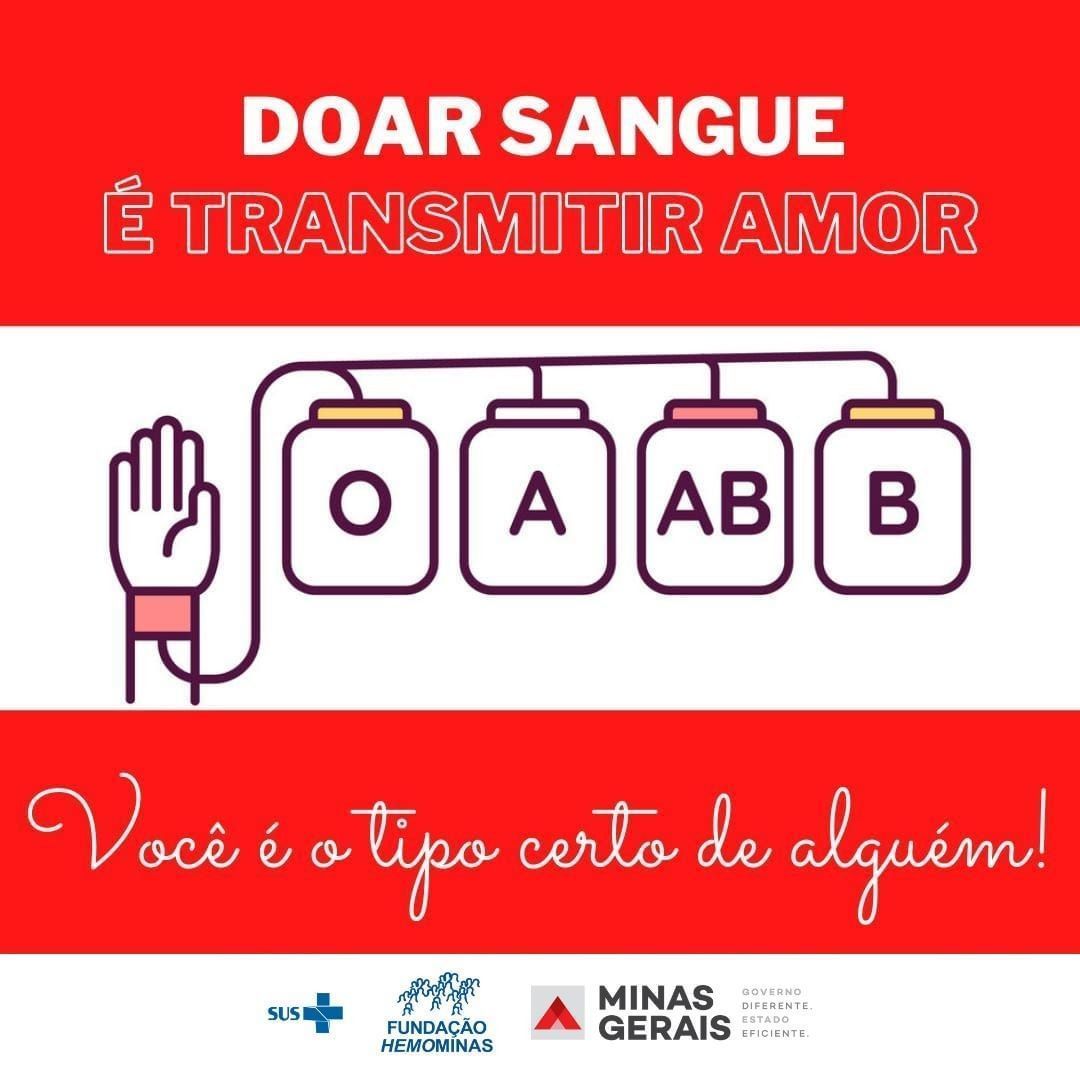 DOAR SANGUE
É TRANSMITIR AMOR
O A AB B
Você é o tipo certo de alguém!
SUS
FUNDAÇÃO
HEMOMINAS
MINAS
GERAIS
GOVERNO
DIFERENTE.
ESTADO
EFICIENTE.